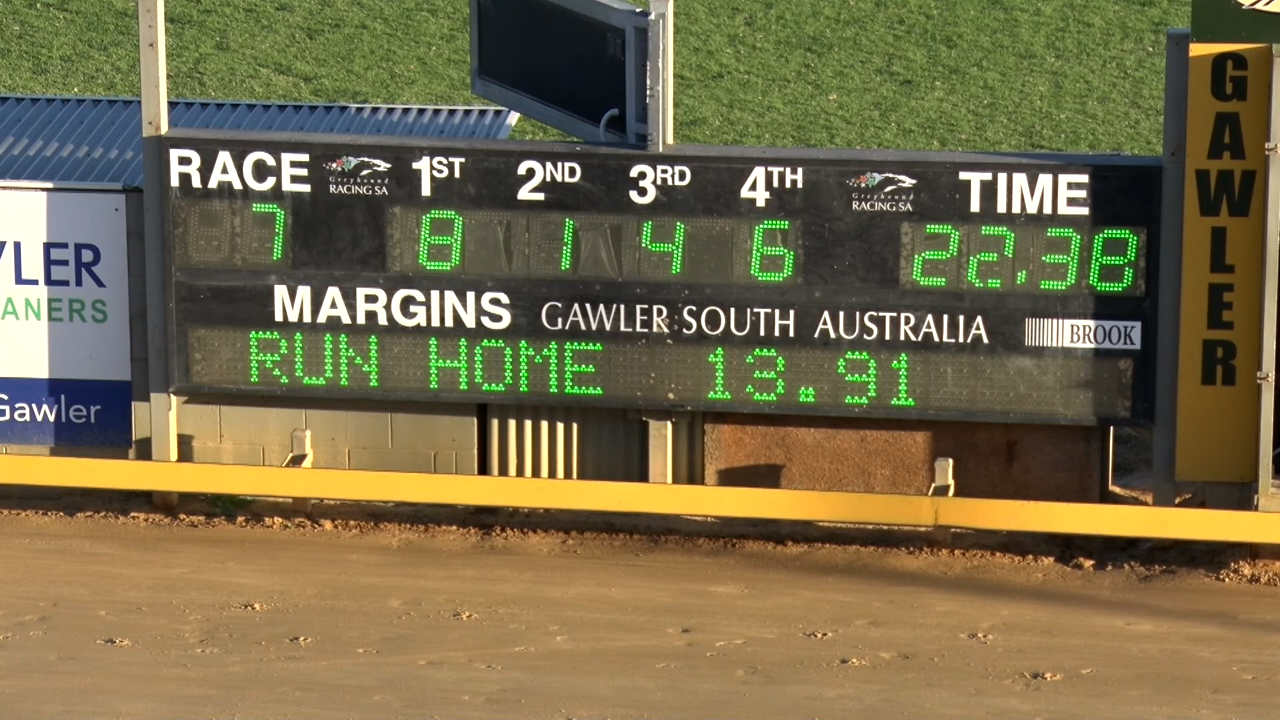 RACE Greyhound RACING SA 1ST 2ND 3RD 4TH Greyhound RACING SA TIME
7 8 1 4 6 22.38
MARGINS GAWLER SOUTH AUSTRALIA BROOK
RUN HOME 13.91
LER
ANERS
Gawler
GAWLER